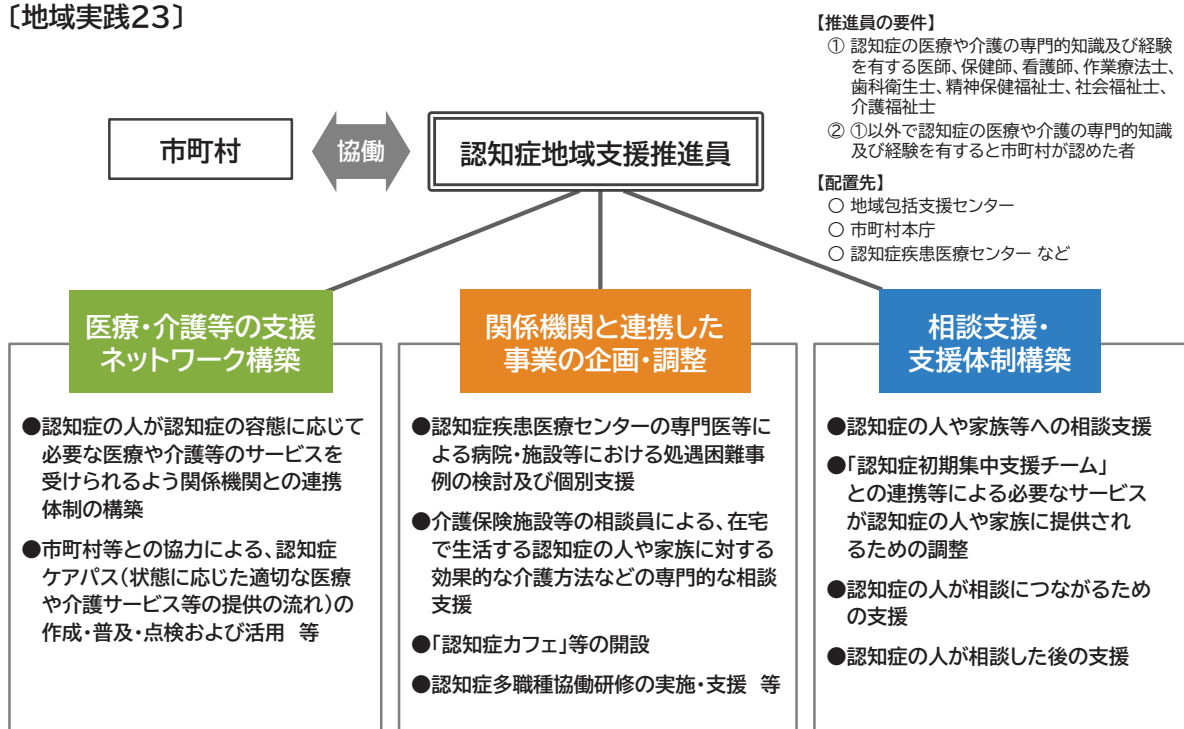 〔地域実践23〕
【推進員の要件】
① 認知症の医療や介護の専門的知識及び経験
を有する医師、保健師、看護師、作業療法士、
歯科衛生士、精神保健福祉士、社会福祉士、
介護福祉士
② ①以外で認知症の医療や介護の専門的知識
及び経験を有すると市町村が認めた者
【配置先】
○ 地域包括支援センター
○ 市町村本庁
○ 認知症疾患医療センター など
市町村
協働
認知症地域支援推進員
医療・介護等の支援
ネットワーク構築
●認知症の人が認知症の容態に応じて
必要な医療や介護等のサービスを
受けられるよう関係機関との連携
体制の構築
●市町村等との協力による、認知症
ケアパス(状態に応じた適切な医療
や介護サービス等の提供の流れ)の
作成・普及・点検および活用 等
関係機関と連携した
事業の企画・調整
●認知症疾患医療センターの専門医等に
よる病院・施設等における処遇困難事
例の検討及び個別支援
●介護保険施設等の相談員による、在宅
で生活する認知症の人や家族に対する
効果的な介護方法などの専門的な相談
支援
●「認知症カフェ」等の開設
●認知症多職種協働研修の実施・支援 等
相談支援・
支援体制構築
●認知症の人や家族等への相談支援
●「認知症初期集中支援チーム」
との連携等による必要なサービス
が認知症の人や家族に提供され
るための調整
●認知症の人が相談につながるため
の支援
●認知症の人が相談した後の支援